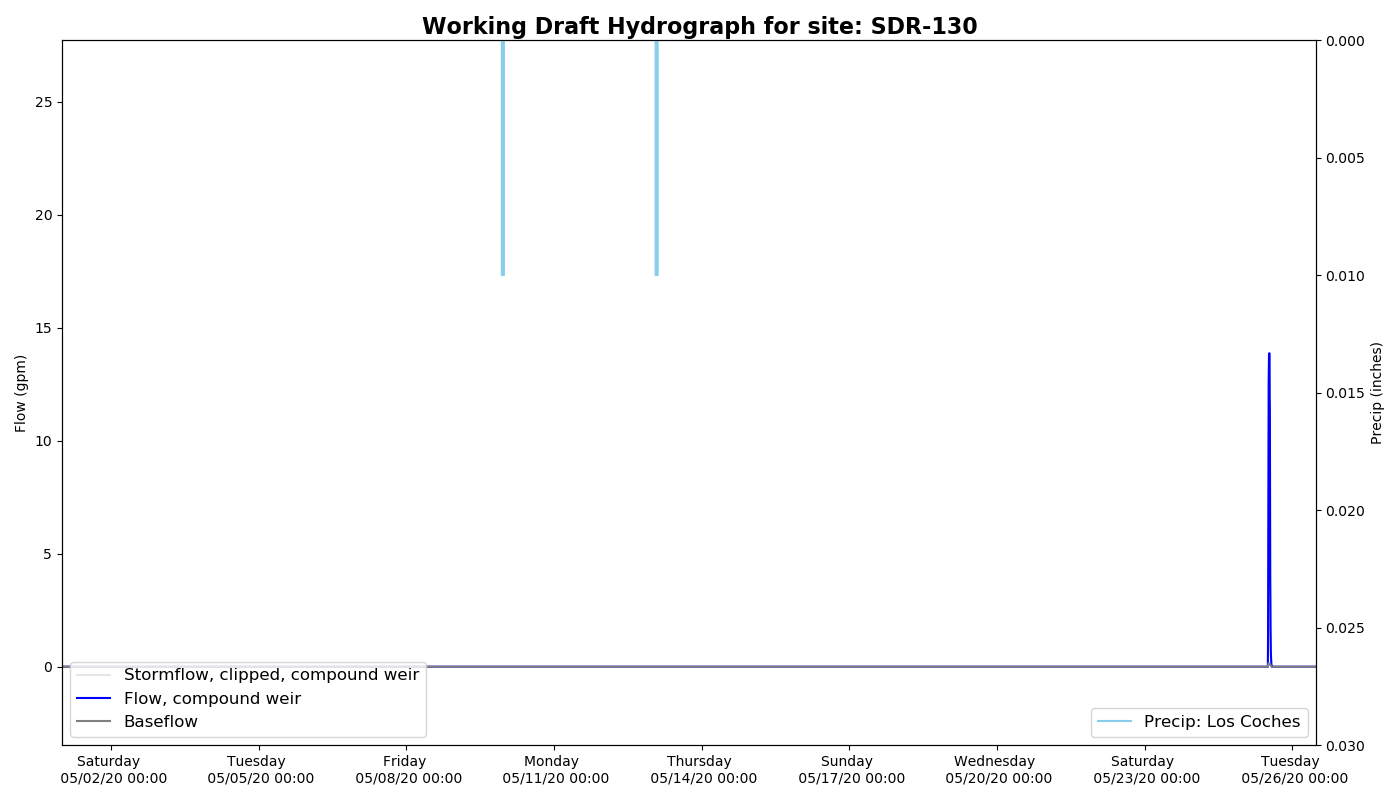 Working Draft Hydrograph for site: SDR-130
25
20
15
10
5
0
Flow (gpm)
0.000
0.005
0.010
0.015
0.020
0.025
0.030
Precip (inches)
Stormflow, clipped, compound weir
Flow, compound weir
Baseflow
Precip: Los Coches
Saturday
05/02/20 00:00
Tuesday
05/05/20 00:00
Friday
05/08/20 00:00
Monday
05/11/20 00:00
Thursday
05/14/20 00:00
Sunday
05/17/20 00:00
Wednesday
05/20/20 00:00
Saturday
05/23/20 00:00
Tuesday
05/26/20 00:00